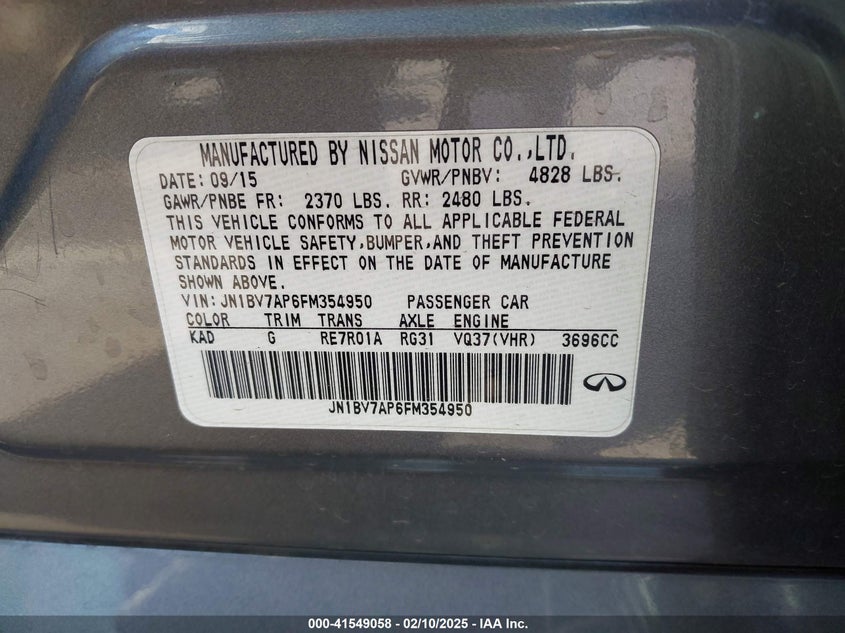 MANUFACTURED BY NISSAN MOTOR CO.,LTD.
DATE: 09/15 GVWR/PNBV: 4828 LBS.
GAWR/PNBE FR: 2370 LBS. RR: 2480 LBS.
THIS VEHICLE CONFORMS TO ALL APPLICABLE FEDERAL
MOTOR VEHICLE SAFETY,BUMPER,AND THEFT PREVENTION
STANDARDS IN EFFECT ON THE DATE OF MANUFACTURE
SHOWN ABOVE.
VIN: JN1BV7AP6FM354950 PASSENGER CAR
COLOR TRIM TRANS AXLE ENGINE
KAD G RE7R01A RG31 VQ37(VHR) 3696CC
JN1BV7AP6FM354950
000-41549058 - 02/10/2025 - IAA Inc.